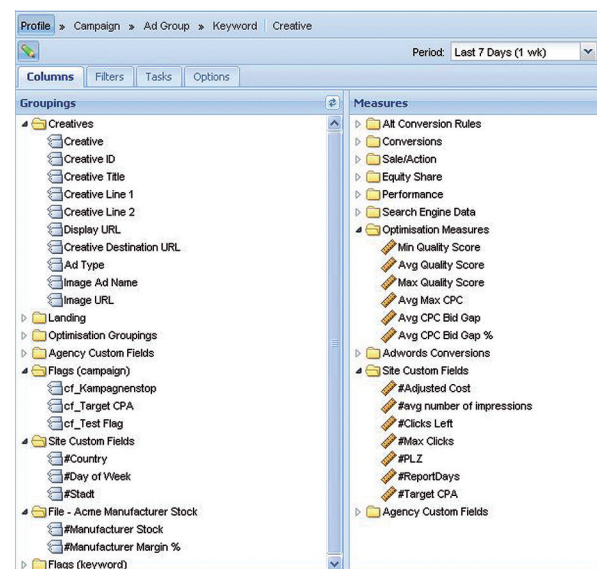 Profile » Campaign » Ad Group » Keyword Creative
Period: Last 7 Days (1 wk)
Columns Filters Tasks Options
Groupings
Creatives
Creative
Creative ID
Creative Title
Creative Line 1
Creative Line 2
Display URL
Creative Destination URL
Ad Type
Image Ad Name
Image URL
Landing
Optimisation Groupings
Agency Custom Fields
Flags (campaign)
cf_Kampagnenstop
cf_Target CPA
cf_Test Flag
Site Custom Fields
#Country
#Day of Week
#Stadt
File - Acme Manufacturer Stock
#Manufacturer Stock
#Manufacturer Margin %
Flags (keyword)
Measures
Alt Conversion Rules
Conversions
Sale/Action
Equity Share
Performance
Search Engine Data
Optimisation Measures
Min Quality Score
Avg Quality Score
Max Quality Score
Avg Max CPC
Avg CPC Bid Gap
Avg CPC Bid Gap %
Adwords Conversions
Site Custom Fields
#Adjusted Cost
#avg number of impressions
#Clicks Left
#Max Clicks
#PLZ
#ReportDays
#Target CPA
Agency Custom Fields